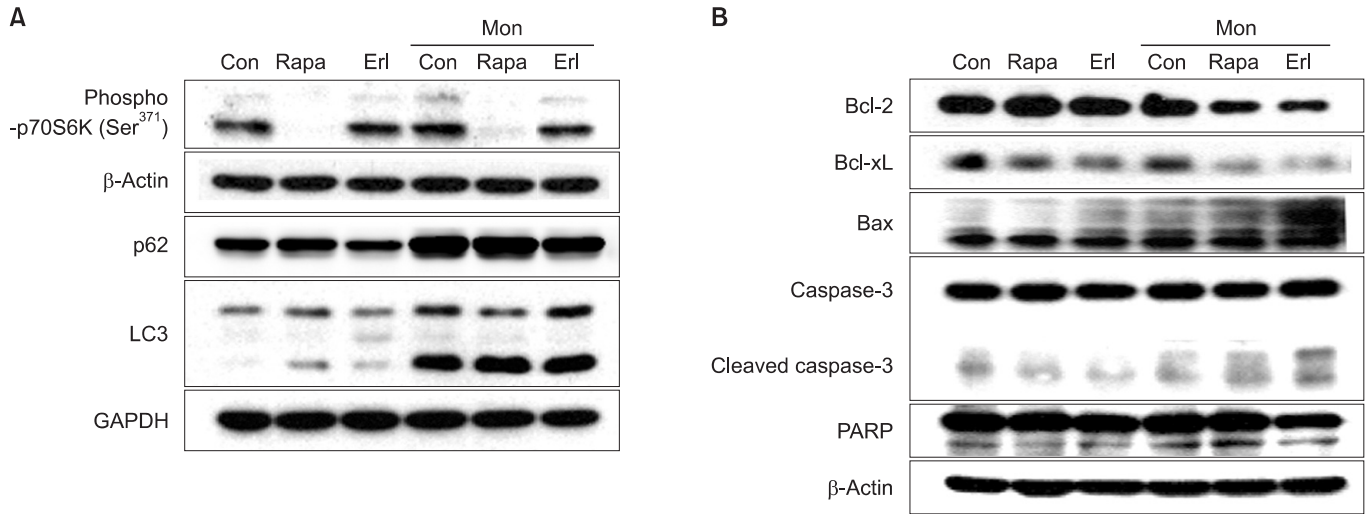 A
Mon
Con Rapa Erl Con Rapa Erl
Phospho
-p70S6K (Ser371)
β-Actin
p62
LC3
GAPDH
B
Mon
Con Rapa Erl Con Rapa Erl
Bcl-2
Bcl-xL
Bax
Caspase-3
Cleaved caspase-3
PARP
β-Actin